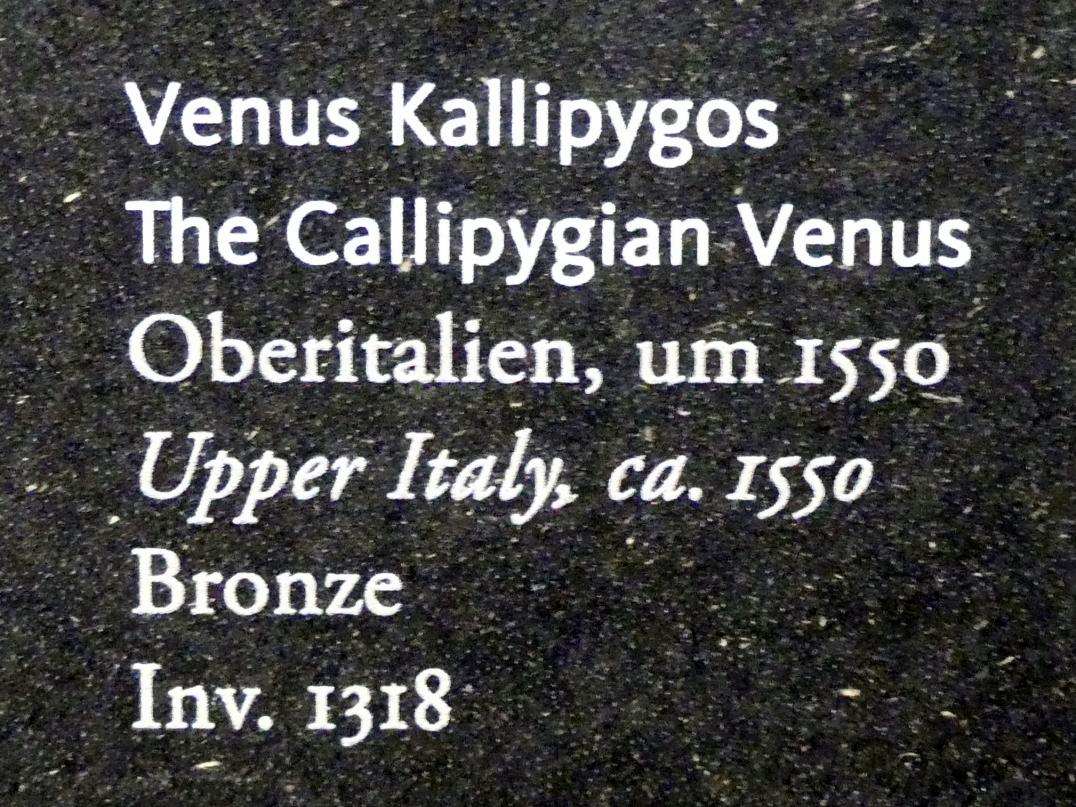 Venus Kallipygos
The Callipygian Venus
Oberitalien, um 1550
Upper Italy, ca. 1550
Bronze
Inv. 1318